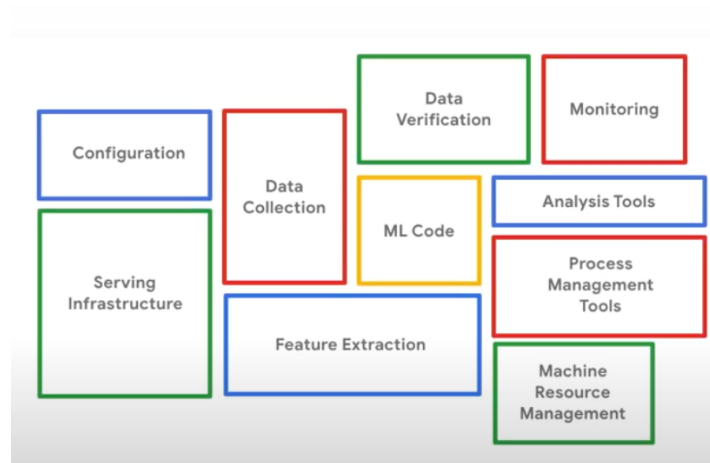 Data
Verification
Monitoring
Configuration
Data
Collection
ML Code
Analysis Tools
Serving
Infrastructure
Process
Management
Tools
Feature Extraction
Machine
Resource
Management